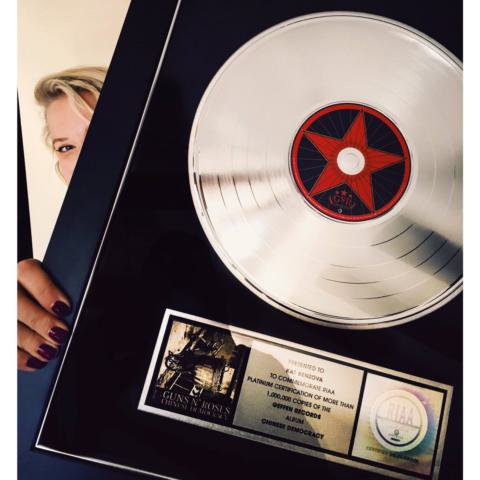 PRESENTED TO
KAT BENZOVA
TO COMMEMORATE RIAA
PLATINUM CERTIFICATION OF MORE THAN
1,000,000 COPIES OF THE
GEFFEN RECORDS
ALBUM
CHINESE DEMOCRACY
GUNS N' ROSES
CHINESE DEMOCRACY
RIAA